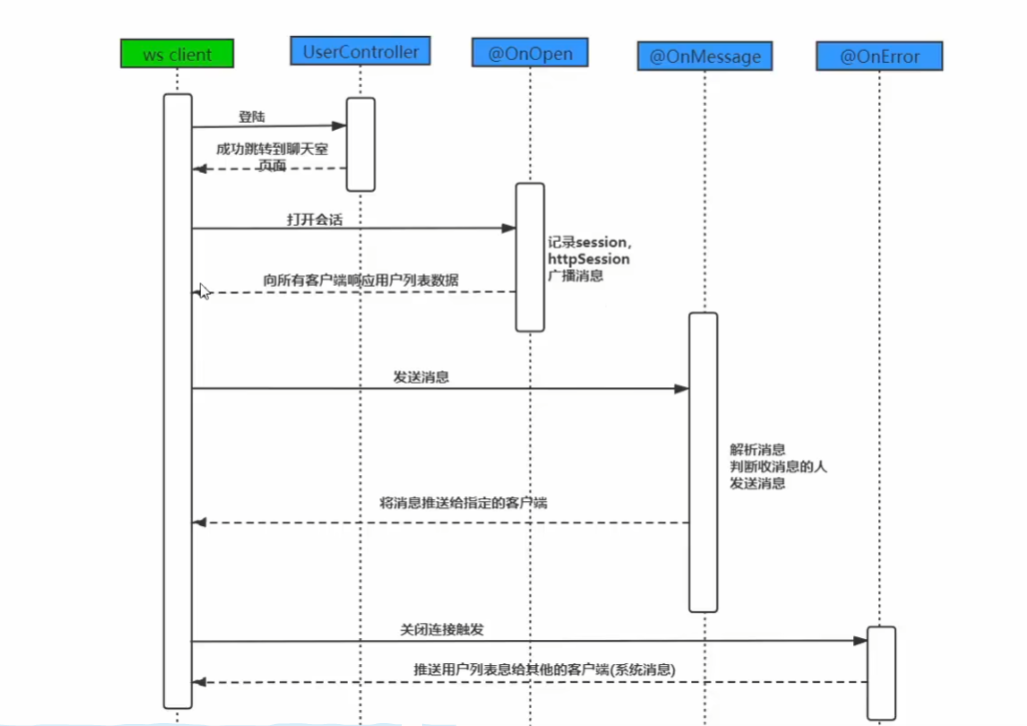 ws client
UserController
@OnOpen
@OnMessage
@OnError
登陆
成功跳转到聊天室
页面
打开会话
记录session,
httpSession
广播消息
向所有客户端响应用户列表数据
发送消息
解析消息
判断收消息的人
发送消息
将消息推送给指定的客户端
关闭连接触发
推送用户列表息给其他的客户端(系统消息)